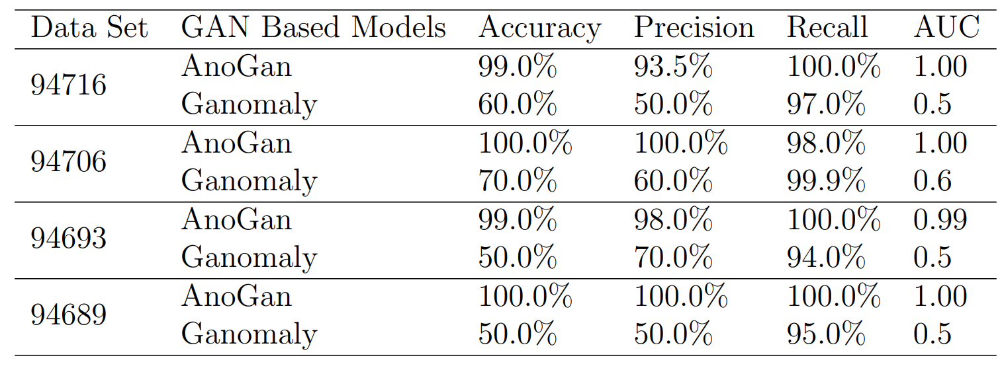 Data Set GAN Based Models Accuracy Precision Recall AUC
94716
AnoGan 99.0% 93.5% 100.0% 1.00
Ganomaly 60.0% 50.0% 97.0% 0.5
94706
AnoGan 100.0% 100.0% 98.0% 1.00
Ganomaly 70.0% 60.0% 99.9% 0.6
94693
AnoGan 99.0% 98.0% 100.0% 0.99
Ganomaly 50.0% 70.0% 94.0% 0.5
94689
AnoGan 100.0% 100.0% 100.0% 1.00
Ganomaly 50.0% 50.0% 95.0% 0.5